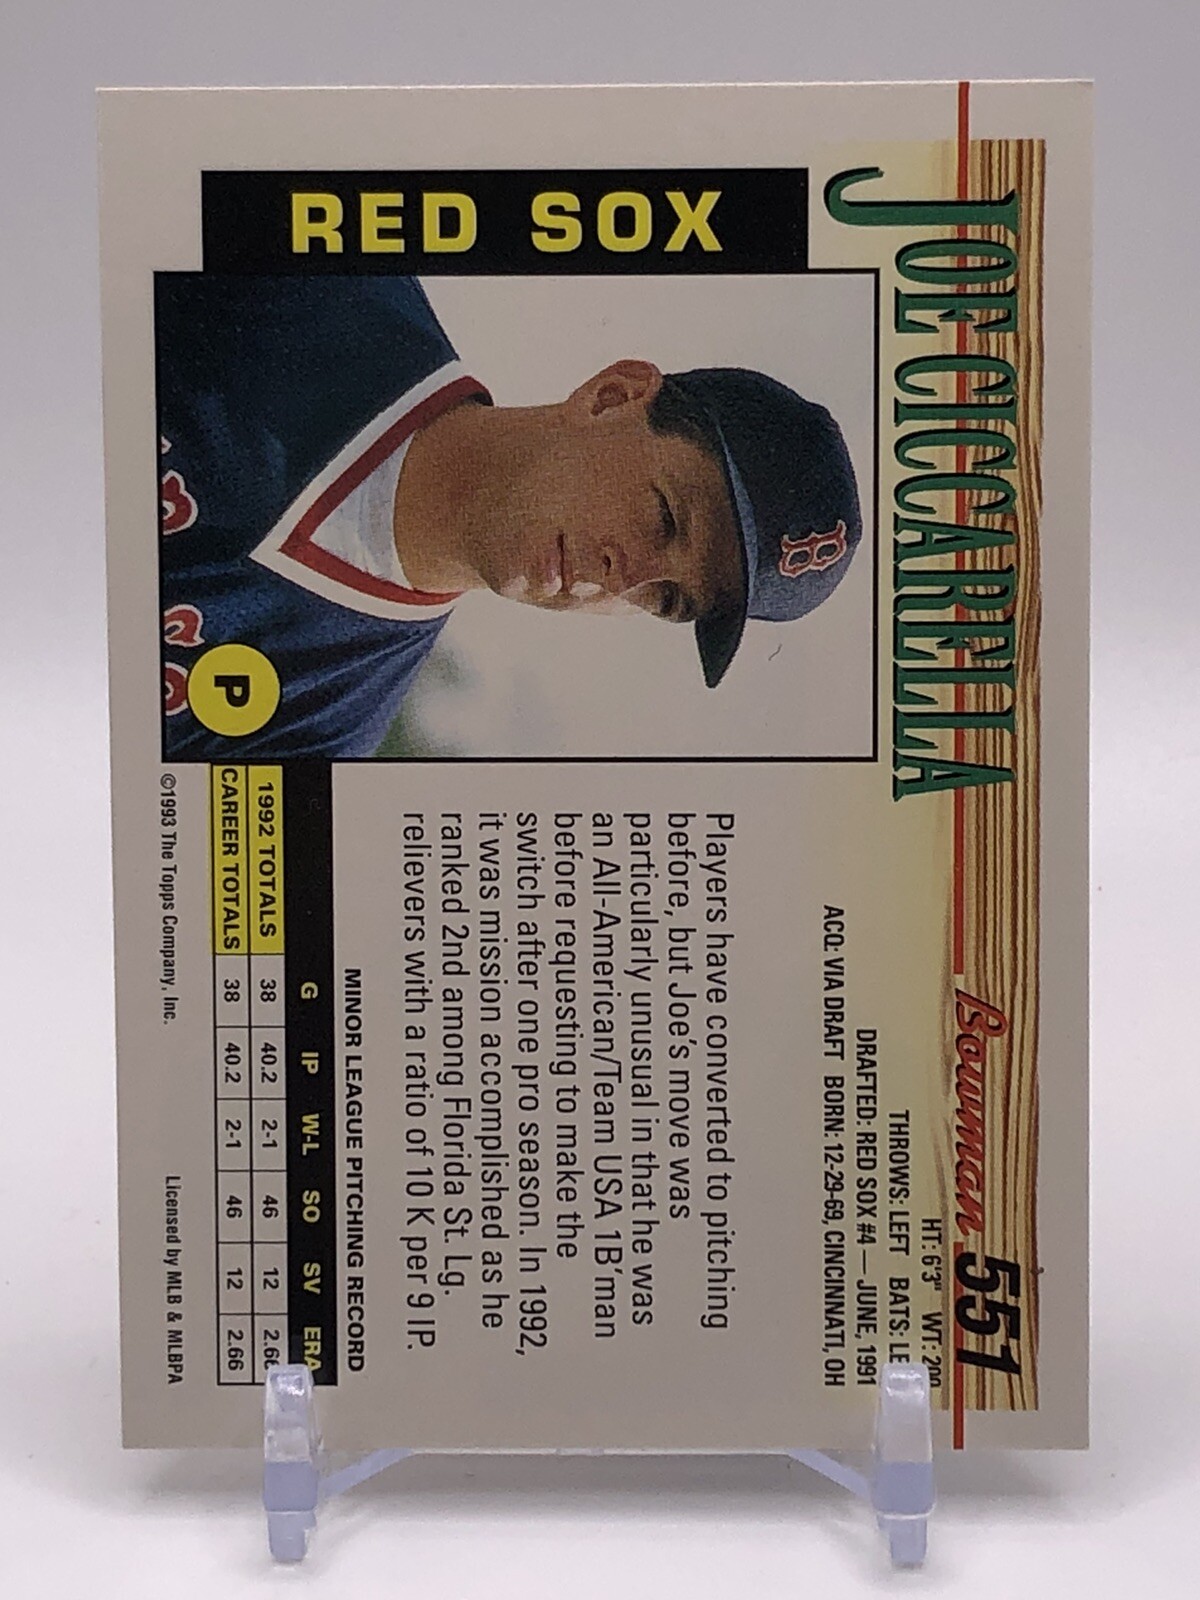 JOE CICCARELLA
Bowman 551
HT: 6'3" WT: 200
THROWS: LEFT BATS: LE
DRAFTED: RED SOX #4 — JUNE, 1991
ACQ: VIA DRAFT BORN: 12-29-69, CINCINNATI, OH
RED SOX
B
P
Players have converted to pitching
before, but Joe's move was
particularly unusual in that he was
an All-American/Team USA 1B'man
before requesting to make the
switch after one pro season. In 1992,
it was mission accomplished as he
ranked 2nd among Florida St. Lg.
relievers with a ratio of 10 K per 9 IP.
MINOR LEAGUE PITCHING RECORD
G IP W-L SO SV ERA
1992 TOTALS 38 40.2 2-1 46 12 2.66
CAREER TOTALS 38 40.2 2-1 46 12 2.66
©1993 The Topps Company, Inc. Licensed by MLB & MLBPA